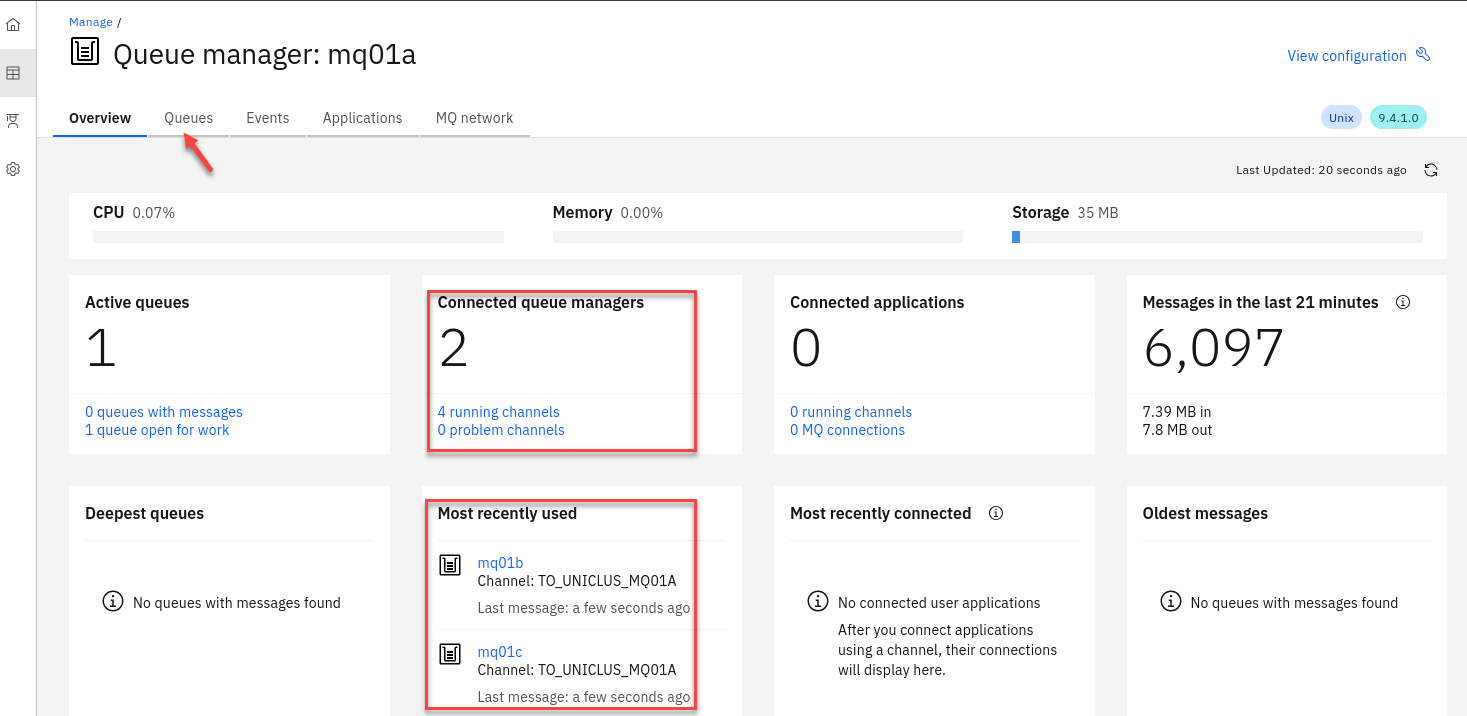 Manage /
Queue manager: mq01a
View configuration
Overview
Queues
Events
Applications
MQ network
Unix
9.4.1.0
Last Updated: 20 seconds ago
CPU 0.07%
Memory 0.00%
Storage 35 MB
Active queues
1
0 queues with messages
1 queue open for work
Connected queue managers
2
4 running channels
0 problem channels
Connected applications
0
0 running channels
0 MQ connections
Messages in the last 21 minutes
6,097
7.39 MB in
7.8 MB out
Deepest queues
No queues with messages found
Most recently used
mq01b
Channel: TO_UNICLUS_MQ01A
Last message: a few seconds ago
mq01c
Channel: TO_UNICLUS_MQ01A
Last message: a few seconds ago
Most recently connected
No connected user applications
After you connect applications
using a channel, their connections
will display here.
Oldest messages
No queues with messages found